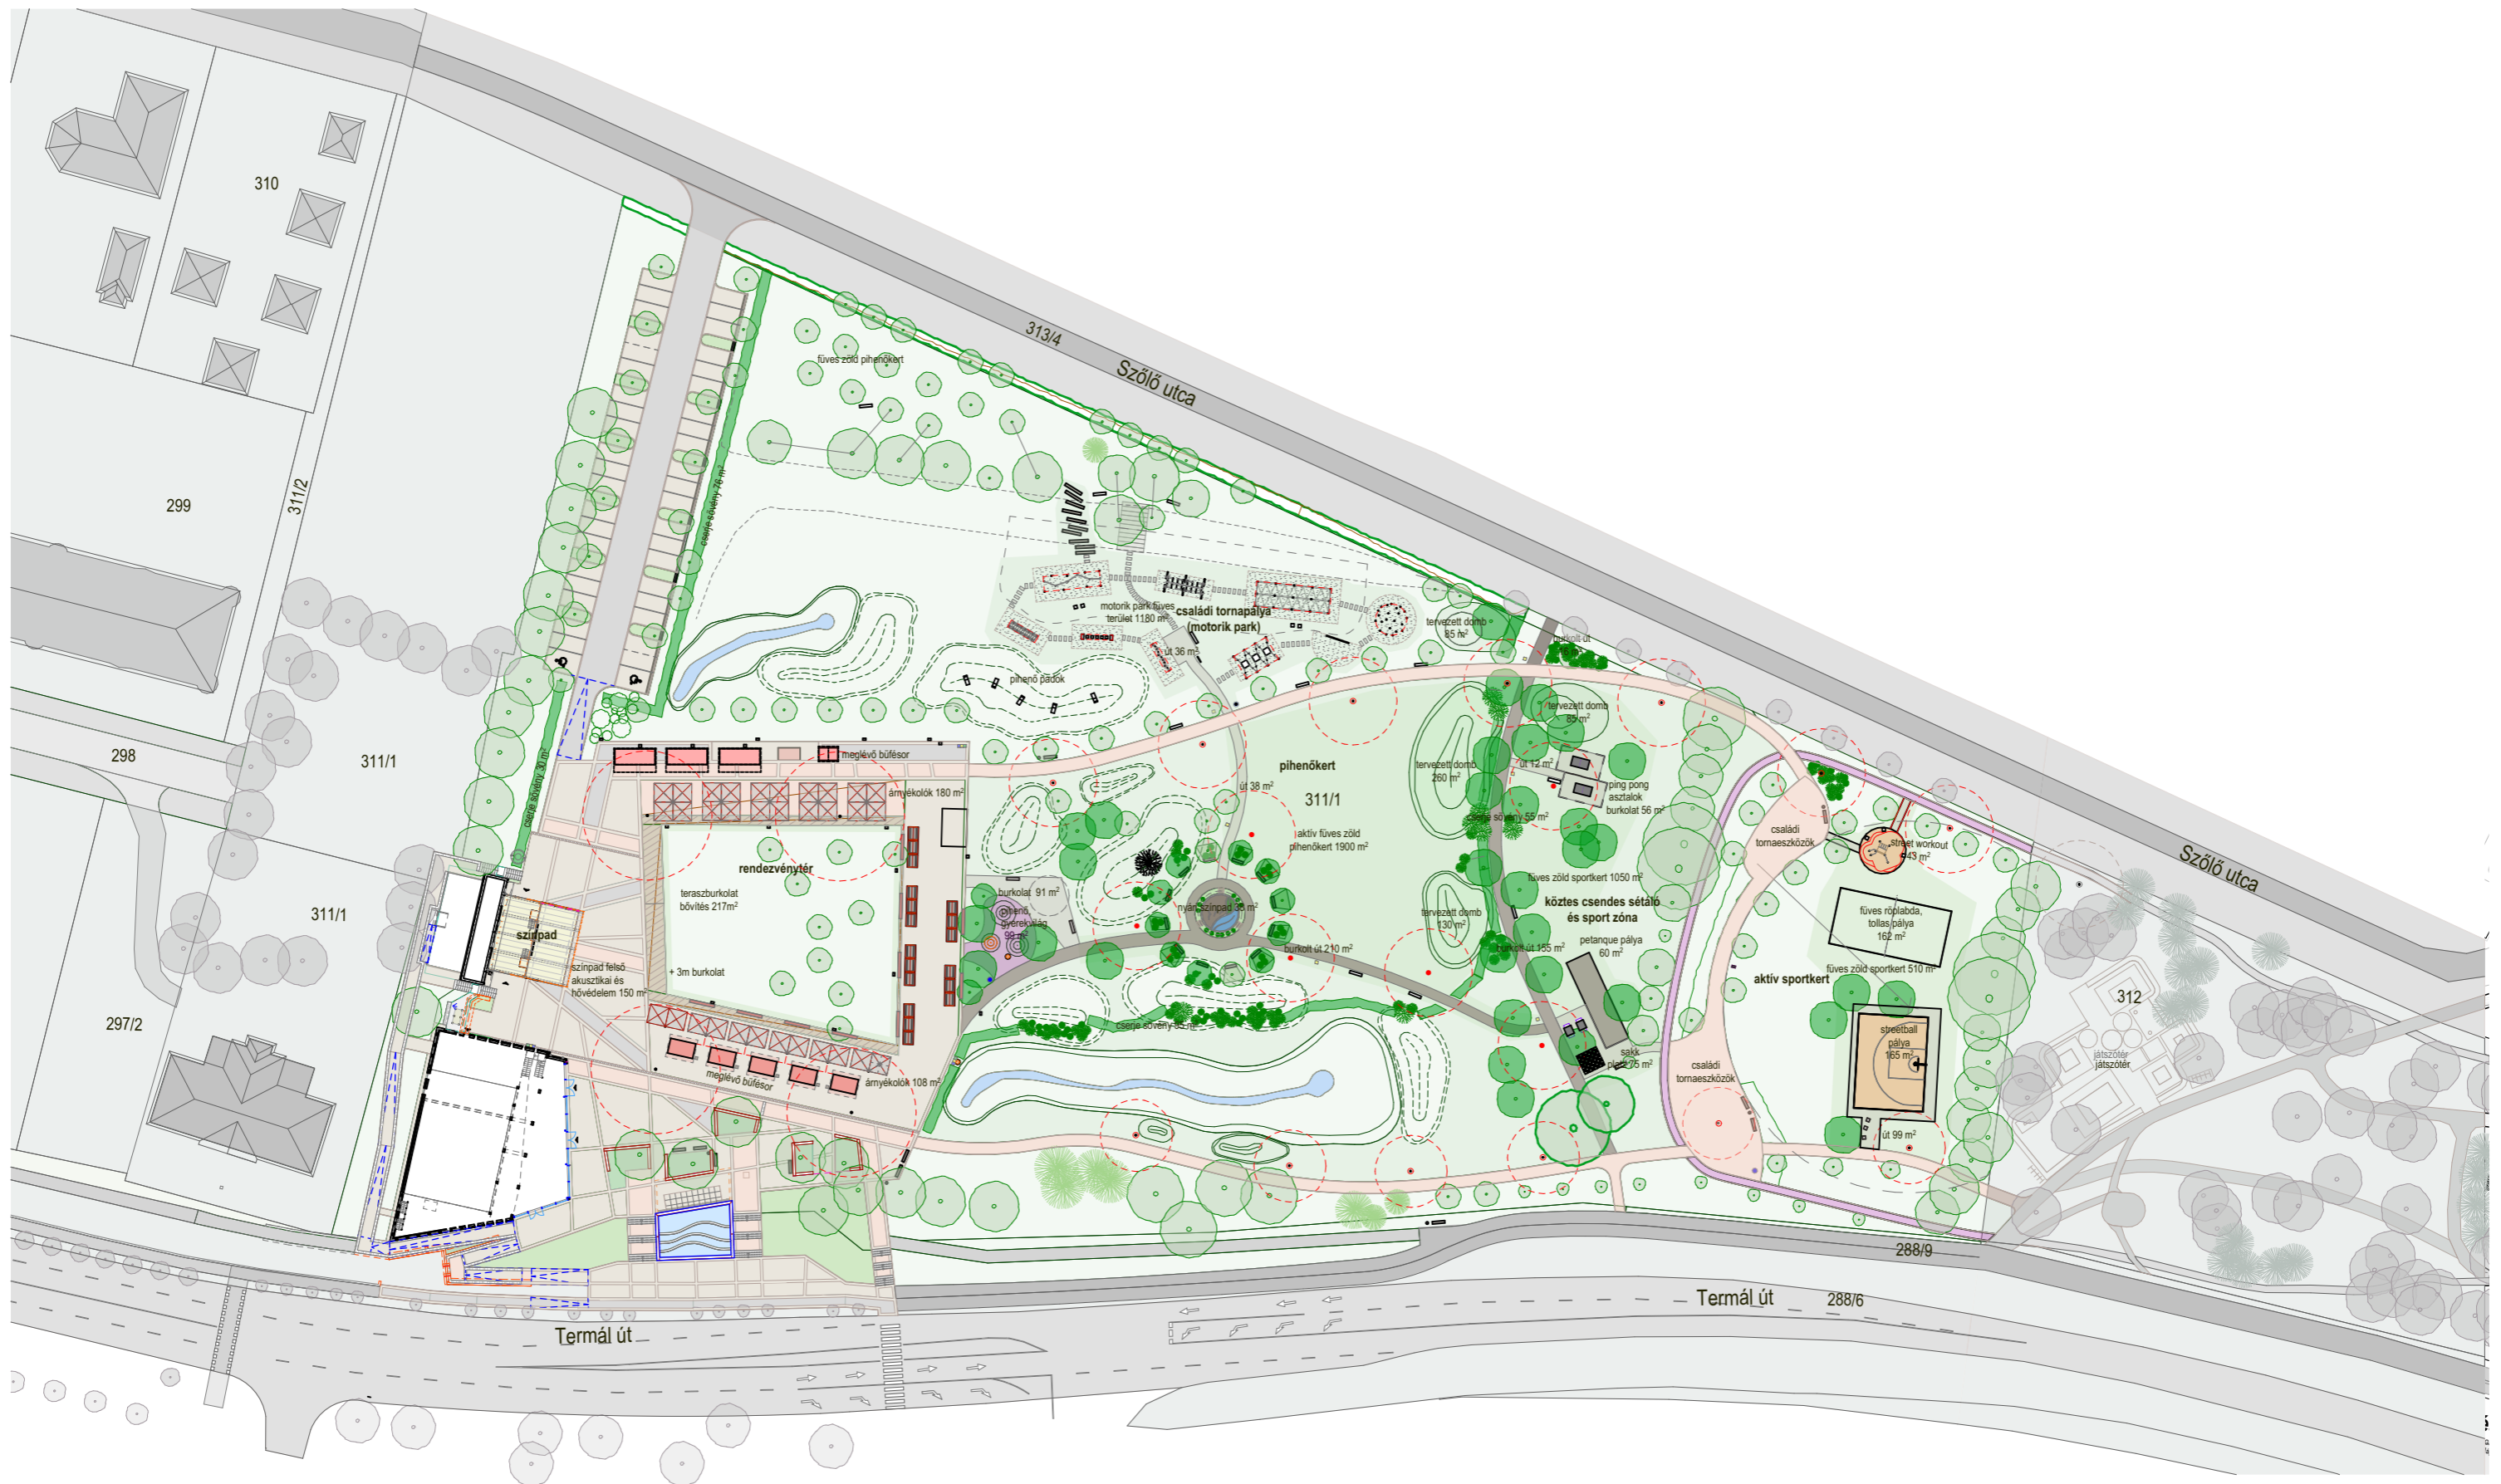 310
313/4
Szőlő utca
füves zöld pihenőkert
299
311/2
cserje sövény 76 m²
motorik park füves
terület 1180 m²
családi tornapálya
(motorik park)
út 36 m²
tervezett domb
85 m²
burkolt út
pihenő padok
tervezett domb
85 m²
298
311/1
cserje sövény 30 m²
meglévő büfésor
árnyékolók 180 m²
pihenőkert
311/1
út 38 m²
aktív füves zöld
pihenőkert 1900 m²
tervezett domb
260 m²
út 12 m²
ping pong
asztalok
burkolat 56 m²
cserje sövény 55 m²
családi
tornaeszközök
street workout
43 m²
Szőlő utca
rendezvénytér
teraszburkolat
bővítés 217m²
+ 3m burkolat
311/1
színpad
színpad felső
akusztikai és
hővédelem 150 m²
burkolat 91 m²
pihenő,
gyerekvilág
99 m²
nyári színpad 38 m²
füves zöld sportkert 1050 m²
köztes csendes sétáló
és sport zóna
tervezett domb
130 m²
burkolt út 210 m²
burkolt út 155 m²
petanque pálya
60 m²
füves röplabda,
tollas pálya
162 m²
füves zöld sportkert 510 m²
aktív sportkert
312
297/2
meglévő büfésor
árnyékolók 108 m²
sakk
családi
tornaeszközök
streetball
pálya
165 m²
játszótér
játszótér
út 99 m²
288/9
Termál út
288/6
Termál út